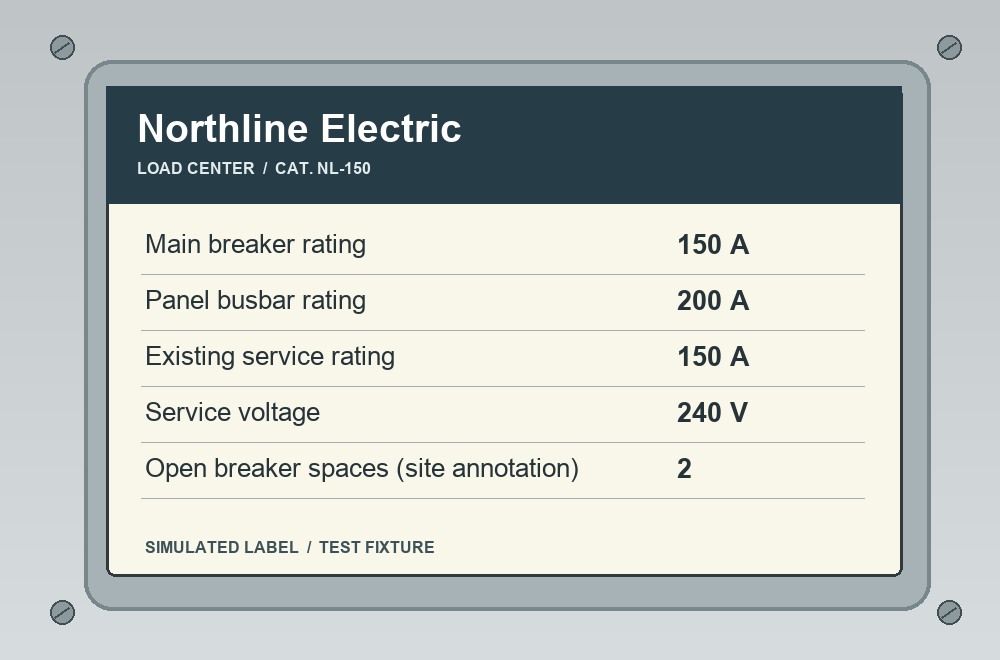 Northline Electric
LOAD CENTER / CAT. NL-150
Main breaker rating 150 A
Panel busbar rating 200 A
Existing service rating 150 A
Service voltage 240 V
Open breaker spaces (site annotation) 2
SIMULATED LABEL / TEST FIXTURE